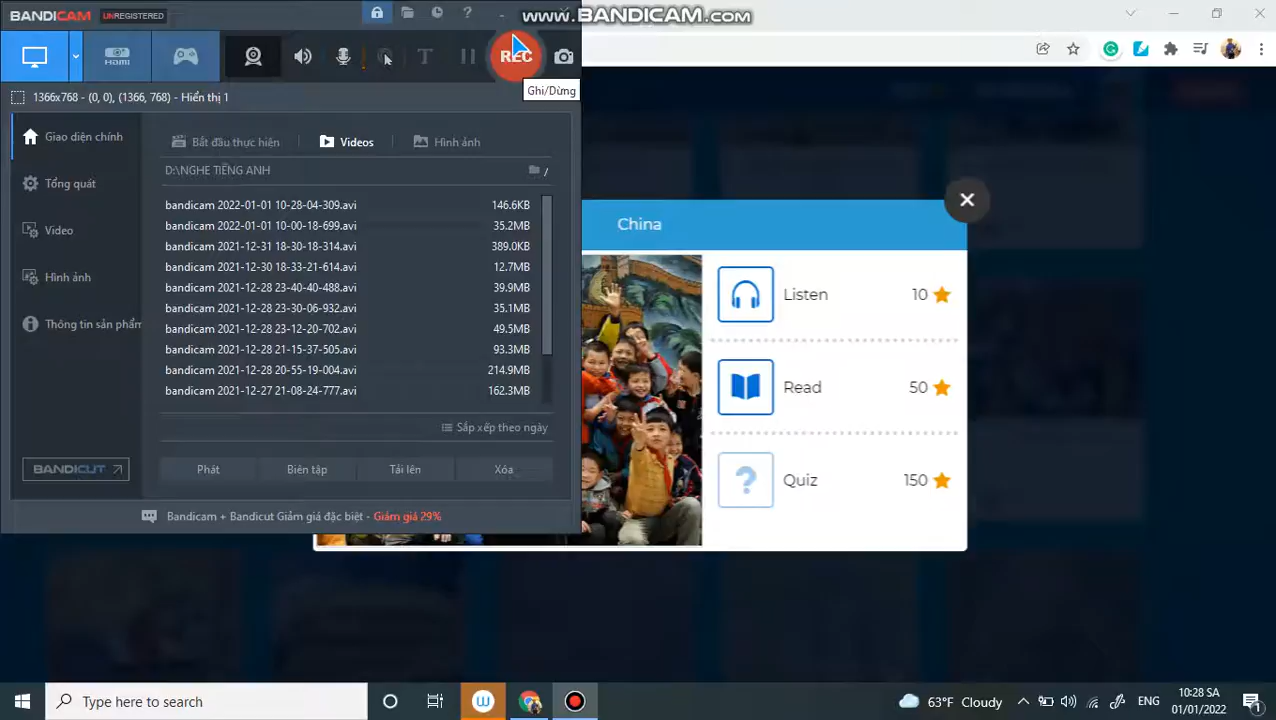 BANDICAM UNREGISTERED
www.BANDICAM.com
HDMI
T
REC
Ghi/Dừng
1366x768 - (0, 0), (1366, 768) - Hiển thị 1
Giao diện chính
Tổng quát
Video
Hình ảnh
Thông tin sản phẩm
BANDICUT
Bắt đầu thực hiện
Videos
Hình ảnh
D:\NGHE TIẾNG ANH
/
bandicam 2022-01-01 10-28-04-309.avi 146.6KB
bandicam 2022-01-01 10-00-18-699.avi 35.2MB
bandicam 2021-12-31 18-30-18-314.avi 389.0KB
bandicam 2021-12-30 18-33-21-614.avi 12.7MB
bandicam 2021-12-28 23-40-40-488.avi 39.9MB
bandicam 2021-12-28 23-30-06-932.avi 35.1MB
bandicam 2021-12-28 23-12-20-702.avi 49.5MB
bandicam 2021-12-28 21-15-37-505.avi 93.3MB
bandicam 2021-12-28 20-55-19-004.avi 214.9MB
bandicam 2021-12-27 21-08-24-777.avi 162.3MB
Sắp xếp theo ngày
Phát
Biên tập
Tải lên
Xóa
Bandicam + Bandicut Giảm giá đặc biệt - Giảm giá 29%
China
Listen 10
Read 50
? Quiz 150
Type here to search
63°F Cloudy
ENG
10:28 SA
01/01/2022
1